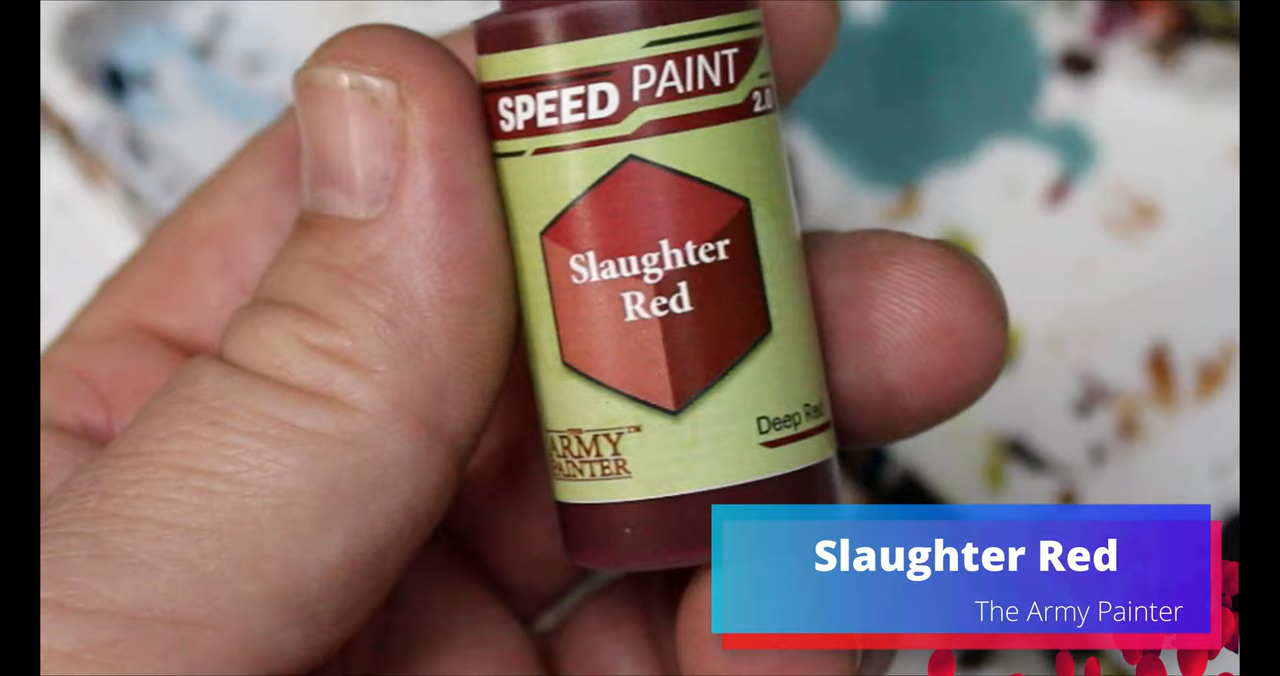 SPEED PAINT
2.0
Slaughter
Red
Deep Red
ARMY
PAINTER
Slaughter Red
The Army Painter